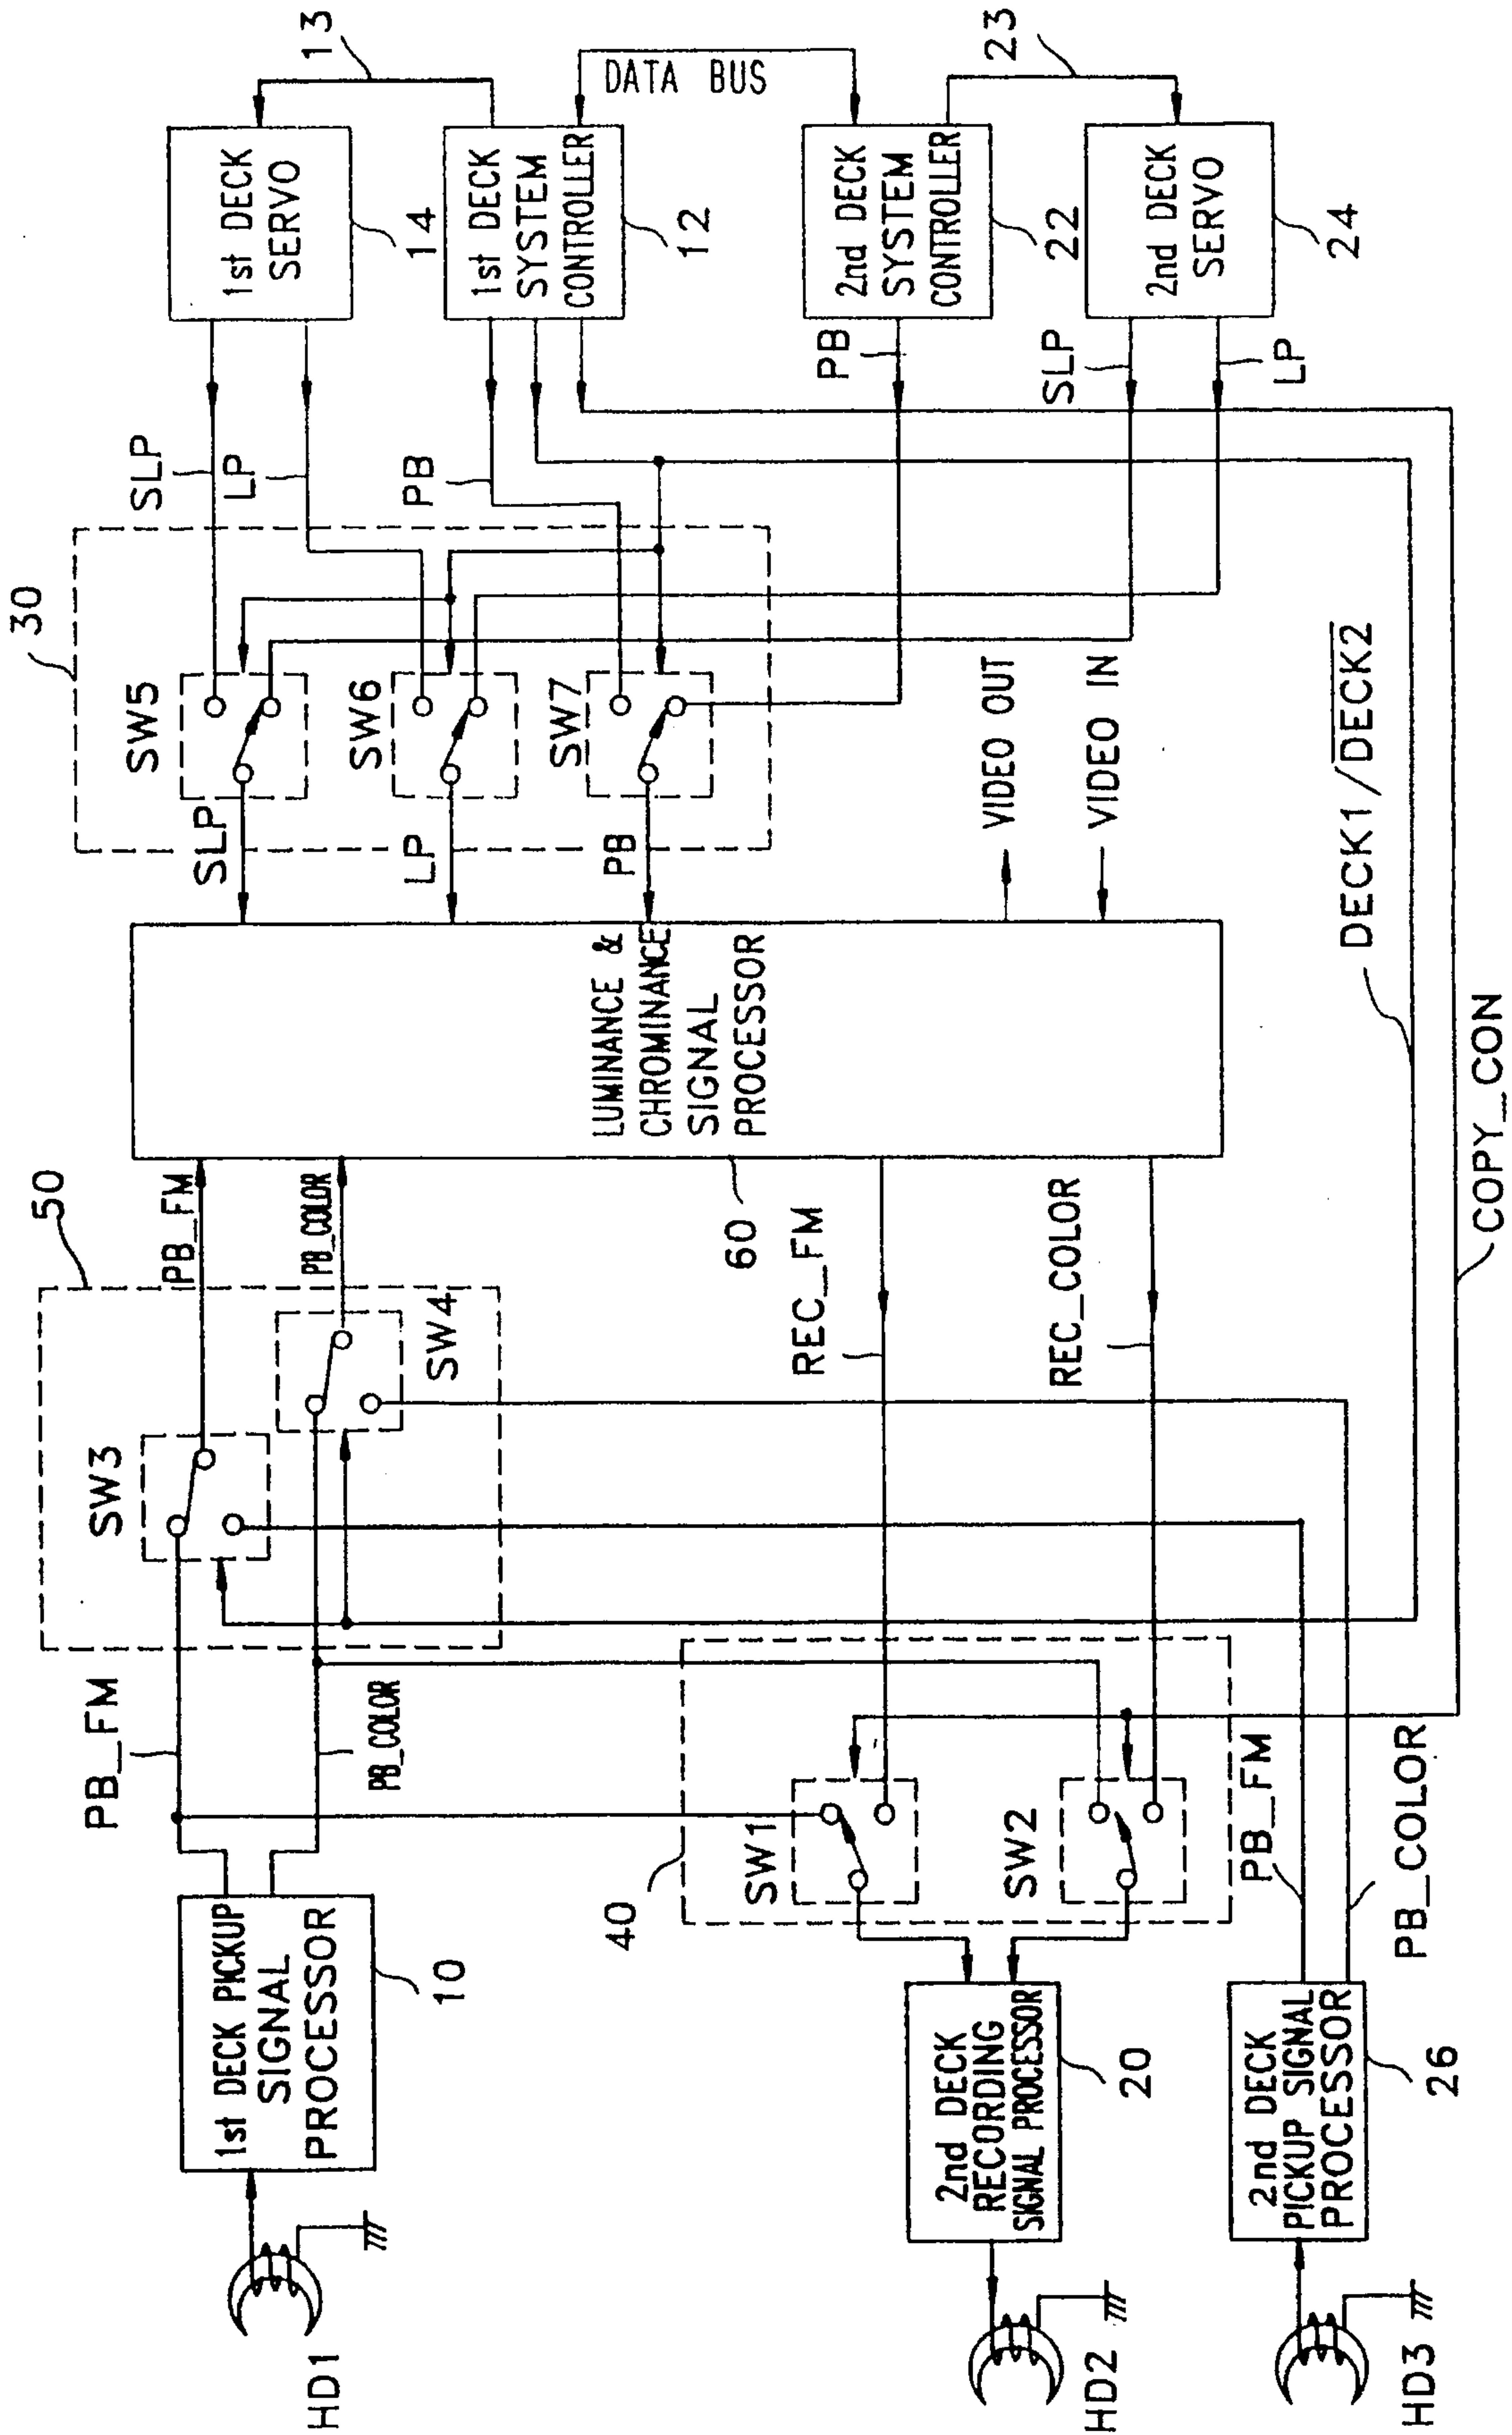 HD1
1st DECK PICKUP
SIGNAL
PROCESSOR
10
PB_FM
PB_COLOR
50
SW3
SW4
PB_FM
PB_COLOR
30
SW5
SW6
SW7
SLP
LP
PB
SLP
LP
PB
1st DECK
SERVO
14
13
1st DECK
SYSTEM
CONTROLLER
12
DATA BUS
LUMINANCE &
CHROMINANCE
SIGNAL
PROCESSOR
60
VIDEO OUT
VIDEO IN
2nd DECK
SYSTEM
CONTROLLER
22
PB
23
2nd DECK
SERVO
24
SLP
LP
REC_FM
REC_COLOR
40
SW1
SW2
HD2
2nd DECK
RECORDING
SIGNAL PROCESSOR
20
HD3
2nd DECK
PICKUP SIGNAL
PROCESSOR
26
PB_FM
PB_COLOR
DECK1/DECK2
COPY_CON